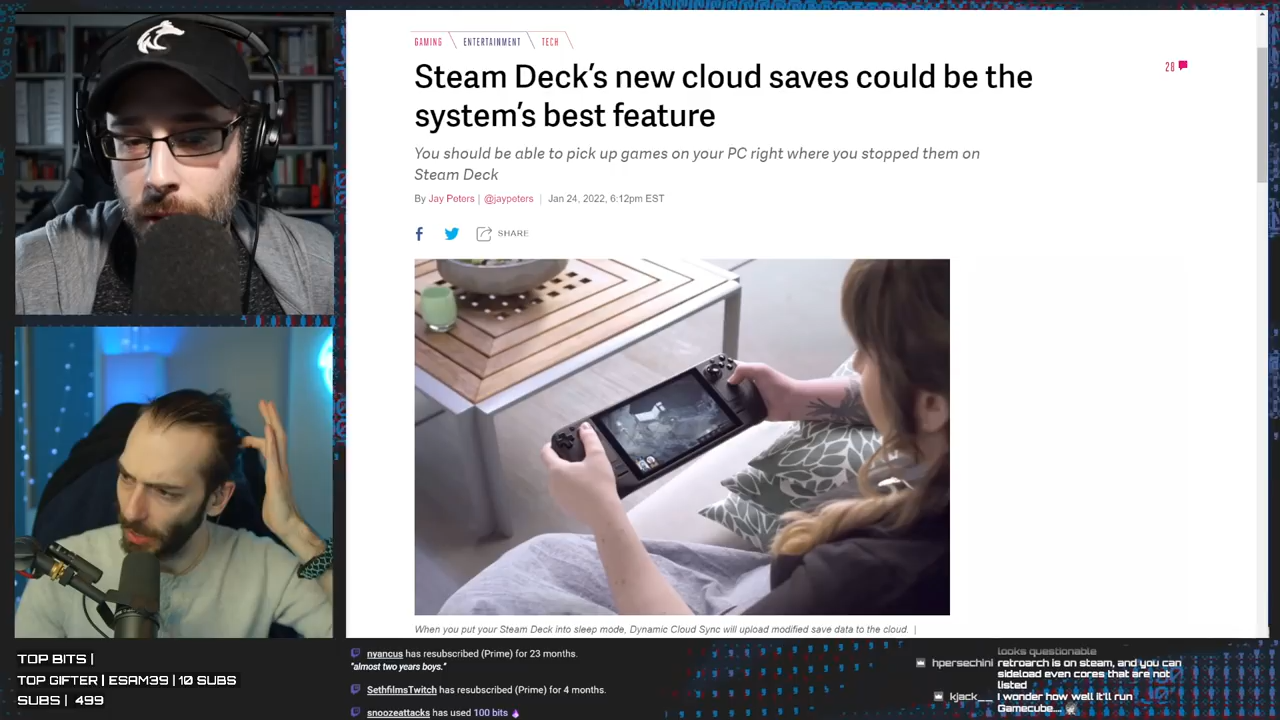 GAMING
ENTERTAINMENT
TECH
Steam Deck's new cloud saves could be the
system's best feature
28
You should be able to pick up games on your PC right where you stopped them on
Steam Deck
By Jay Peters | @jaypeters | Jan 24, 2022, 6:12pm EST
SHARE
When you put your Steam Deck into sleep mode, Dynamic Cloud Sync will upload modified save data to the cloud. |
TOP BITS |
TOP GIFTER | ESAM39 | 10 SUBS
SUBS | 499
nyancus has resubscribed (Prime) for 23 months.
"almost two years boys."
SethfilmsTwitch has resubscribed (Prime) for 4 months.
snoozeattacks has used 100 bits
looks questionable
hpersechini retroarch is on steam, and you can
sideload even cores that are not
listed
kjack__ I wonder how well it'll run
Gamecube...